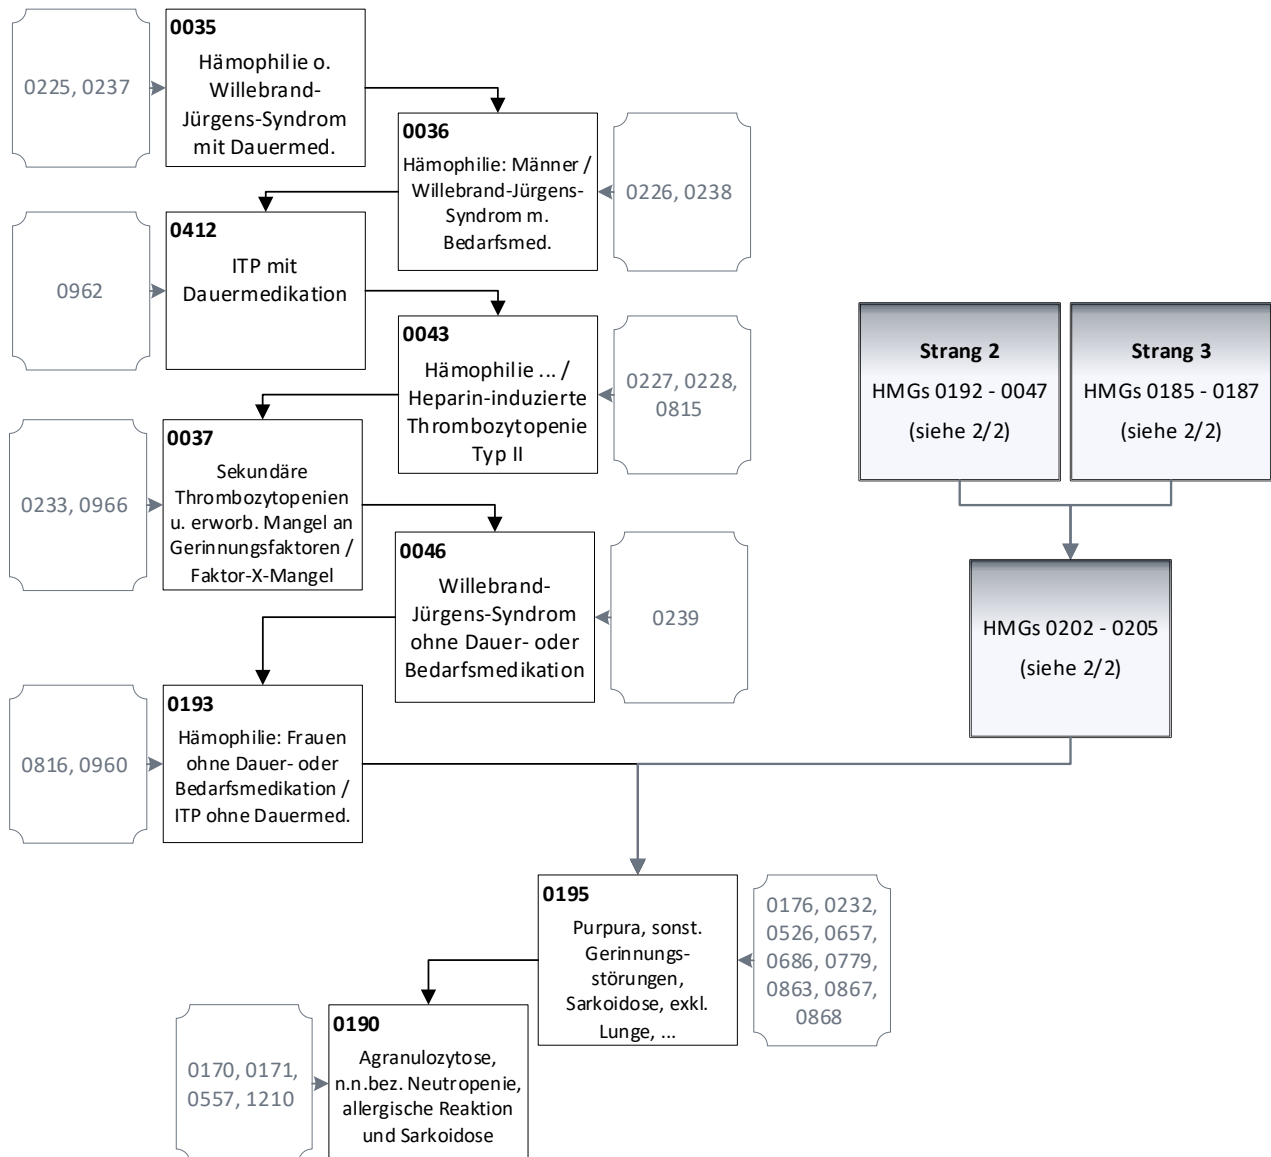 0035
Hämophilie o.
Willebrand-
Jürgens-Syndrom
mit Dauermed.
0225, 0237
0036
Hämophilie: Männer /
Willebrand-Jürgens-
Syndrom m.
Bedarfsmed.
0226, 0238
0412
ITP mit
Dauermedikation
0962
0043
Hämophilie ... /
Heparin-induzierte
Thrombozytopenie
Typ II
0227, 0228,
0815
0037
Sekundäre
Thrombozytopenien
u. erworb. Mangel an
Gerinnungsfaktoren /
Faktor-X-Mangel
0233, 0966
0046
Willebrand-
Jürgens-Syndrom
ohne Dauer- oder
Bedarfsmedikation
0239
0193
Hämophilie: Frauen
ohne Dauer- oder
Bedarfsmedikation /
ITP ohne Dauermed.
0816, 0960
Strang 2
HMGs 0192 - 0047
(siehe 2/2)
Strang 3
HMGs 0185 - 0187
(siehe 2/2)
HMGs 0202 - 0205
(siehe 2/2)
0195
Purpura, sonst.
Gerinnungs-
störungen,
Sarkoidose, exkl.
Lunge, ...
0176, 0232,
0526, 0657,
0686, 0779,
0863, 0867,
0868
0190
Agranulozytose,
n.n.bez. Neutropenie,
allergische Reaktion
und Sarkoidose
0170, 0171,
0557, 1210